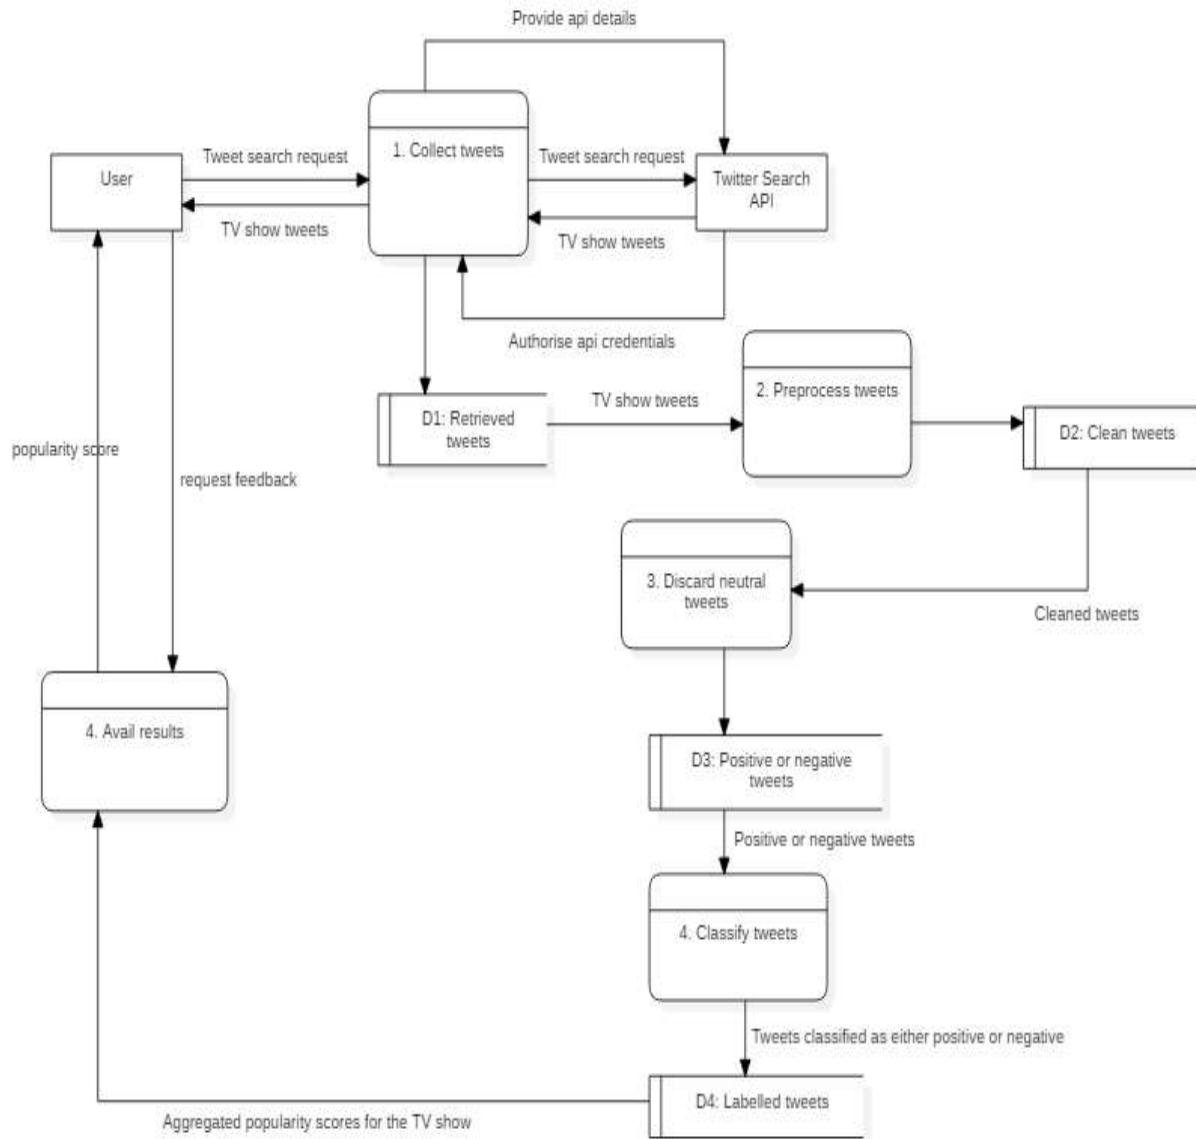 Provide api details
1. Collect tweets
Tweet search request
Tweet search request
User
Twitter Search
API
TV show tweets
TV show tweets
Authorise api credentials
2. Preprocess tweets
TV show tweets
D1: Retrieved
tweets
D2: Clean tweets
popularity score
request feedback
3. Discard neutral
tweets
Cleaned tweets
4. Avail results
D3: Positive or negative
tweets
Positive or negative tweets
4. Classify tweets
Tweets classified as either positive or negative
D4: Labelled tweets
Aggregated popularity scores for the TV show